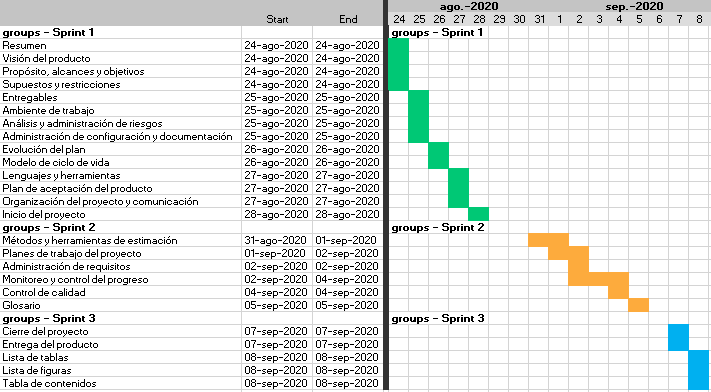 ago.-2020 sep.-2020
Start End 24 25 26 27 28 29 30 31 1 2 3 4 5 6 7 8
groups - Sprint 1 groups - Sprint 1
Resumen 24-ago-2020 24-ago-2020
Visión del producto 24-ago-2020 24-ago-2020
Propósito, alcances y objetivos 24-ago-2020 24-ago-2020
Supuestos y restricciones 24-ago-2020 24-ago-2020
Entregables 25-ago-2020 25-ago-2020
Ambiente de trabajo 25-ago-2020 25-ago-2020
Análisis y administración de riesgos 25-ago-2020 25-ago-2020
Administración de configuración y documentación 25-ago-2020 25-ago-2020
Evolución del plan 26-ago-2020 26-ago-2020
Modelo de ciclo de vida 26-ago-2020 26-ago-2020
Lenguajes y herramientas 27-ago-2020 27-ago-2020
Plan de aceptación del producto 27-ago-2020 27-ago-2020
Organización del proyecto y comunicación 27-ago-2020 27-ago-2020
Inicio del proyecto 28-ago-2020 28-ago-2020
groups - Sprint 2 groups - Sprint 2
Métodos y herramientas de estimación 31-ago-2020 01-sep-2020
Planes de trabajo del proyecto 01-sep-2020 02-sep-2020
Administración de requisitos 02-sep-2020 02-sep-2020
Monitoreo y control del progreso 02-sep-2020 04-sep-2020
Control de calidad 04-sep-2020 04-sep-2020
Glosario 05-sep-2020 05-sep-2020
groups - Sprint 3 groups - Sprint 3
Cierre del proyecto 07-sep-2020 07-sep-2020
Entrega del producto 07-sep-2020 07-sep-2020
Lista de tablas 08-sep-2020 08-sep-2020
Lista de figuras 08-sep-2020 08-sep-2020
Tabla de contenidos 08-sep-2020 08-sep-2020